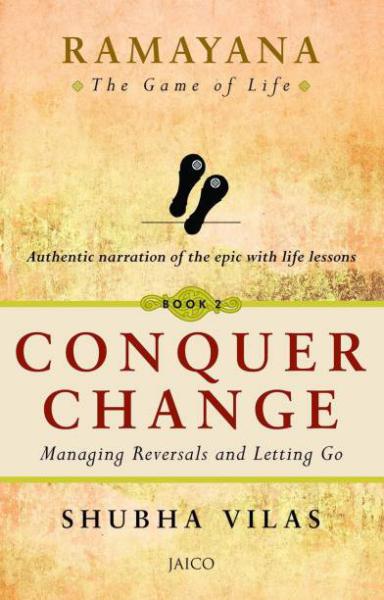 RAMAYANA
The Game of Life
Authentic narration of the epic with life lessons
BOOK 2
CONQUER
CHANGE
Managing Reversals and Letting Go
SHUBHA VILAS
JAICO